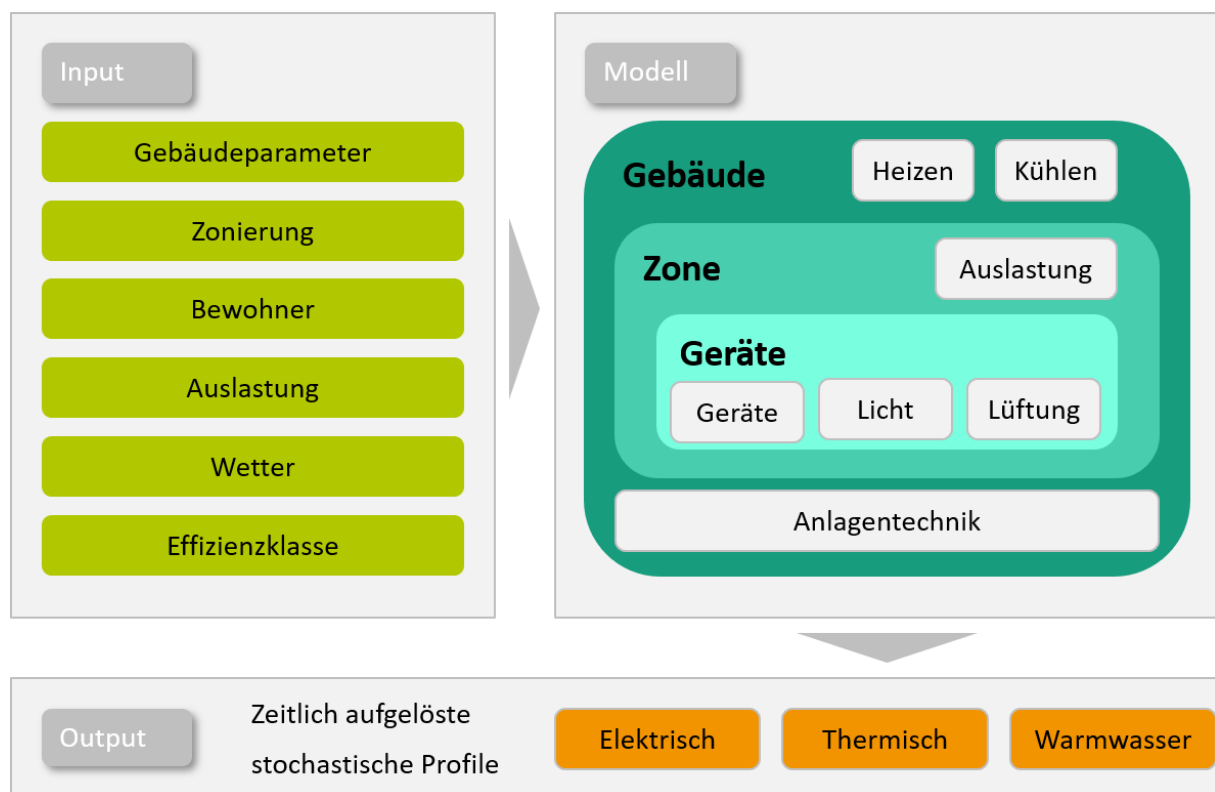 Input
Gebäudeparameter
Zonierung
Bewohner
Auslastung
Wetter
Effizienzklasse
Modell
Gebäude
Heizen
Kühlen
Zone
Auslastung
Geräte
Geräte
Licht
Lüftung
Anlagentechnik
Output
Zeitlich aufgelöste
stochastische Profile
Elektrisch
Thermisch
Warmwasser